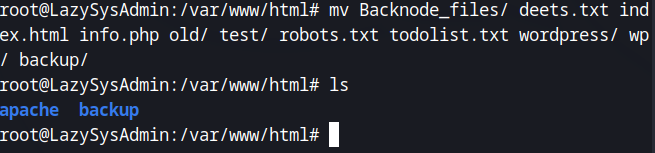 root@LazySysAdmin:/var/www/html# mv Backnode_files/ deets.txt ind
ex.html info.php old/ test/ robots.txt todolist.txt wordpress/ wp
/ backup/
root@LazySysAdmin:/var/www/html# ls
apache  backup
root@LazySysAdmin:/var/www/html#